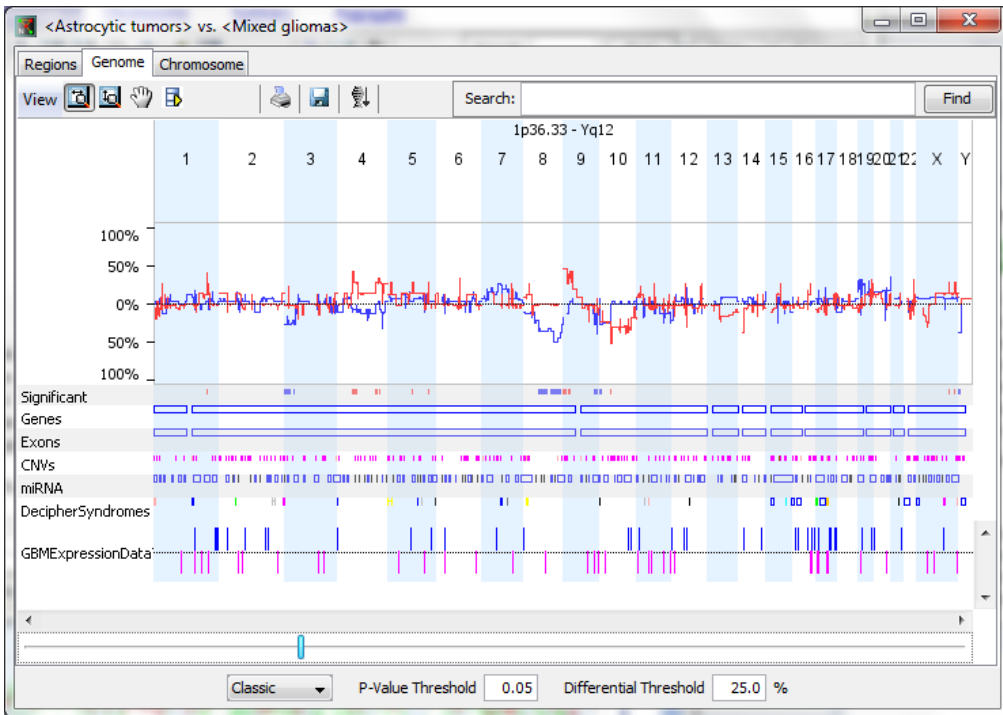 <Astrocytic tumors> vs. <Mixed gliomas>
Regions Genome Chromosome
View Search: Find
1p36.33 - Yq12
1 2 3 4 5 6 7 8 9 10 11 12 13 14 15 16 17 18 19 20 21 22 X Y
100%
50%
0%
50%
100%
Significant
Genes
Exons
CNVs
miRNA
DecipherSyndromes
GBMExpressionData
Classic P-Value Threshold 0.05 Differential Threshold 25.0 %